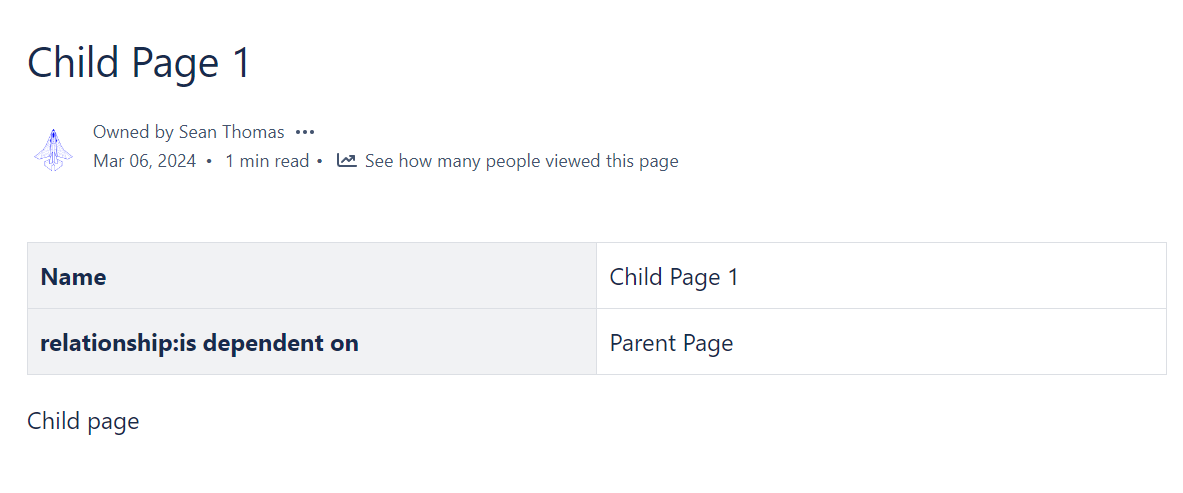 Child Page 1
Owned by Sean Thomas •••
Mar 06, 2024 • 1 min read • See how many people viewed this page
Name Child Page 1
relationship:is dependent on Parent Page
Child page